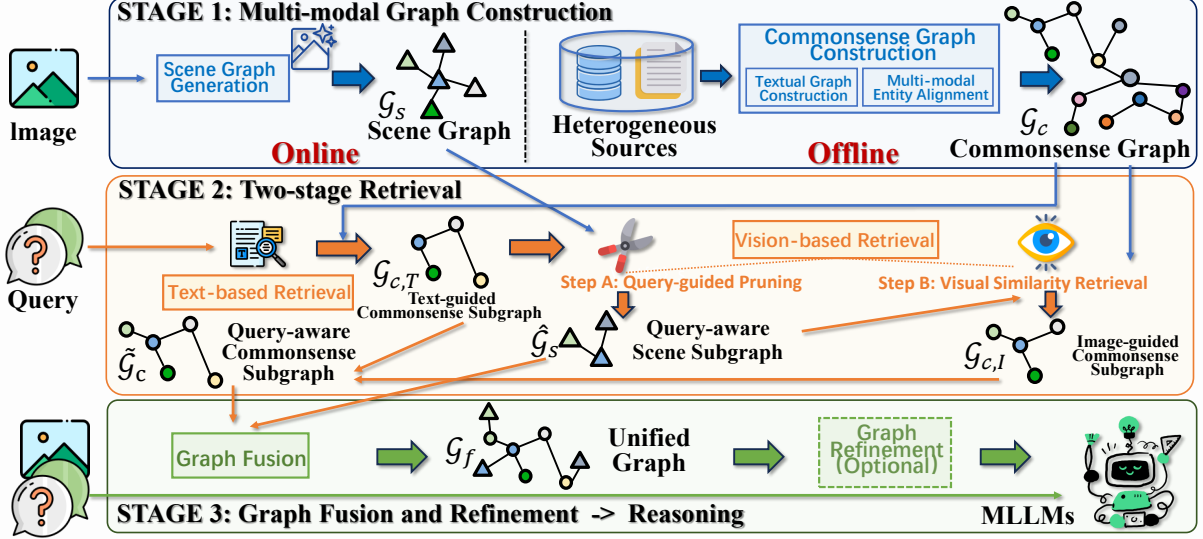 STAGE 1: Multi-modal Graph Construction
Image
Scene Graph
Generation
𝒢s
Scene Graph
Online
Heterogeneous
Sources
Commonsense Graph
Construction
Textual Graph
Construction
Multi-modal
Entity Alignment
Offline
𝒢c
Commonsense Graph
STAGE 2: Two-stage Retrieval
Query
T
Text-based Retrieval
𝒢c,T
Text-guided
Commonsense Subgraph
Vision-based Retrieval
Step A: Query-guided Pruning
Step B: Visual Similarity Retrieval
𝒢̃c
Query-aware
Commonsense
Subgraph
𝒢̂s
Query-aware
Scene Subgraph
𝒢c,I
Image-guided
Commonsense
Subgraph
?
?
Graph Fusion
𝒢f
Unified
Graph
Graph
Refinement
(Optional)
MLLMs
STAGE 3: Graph Fusion and Refinement -> Reasoning